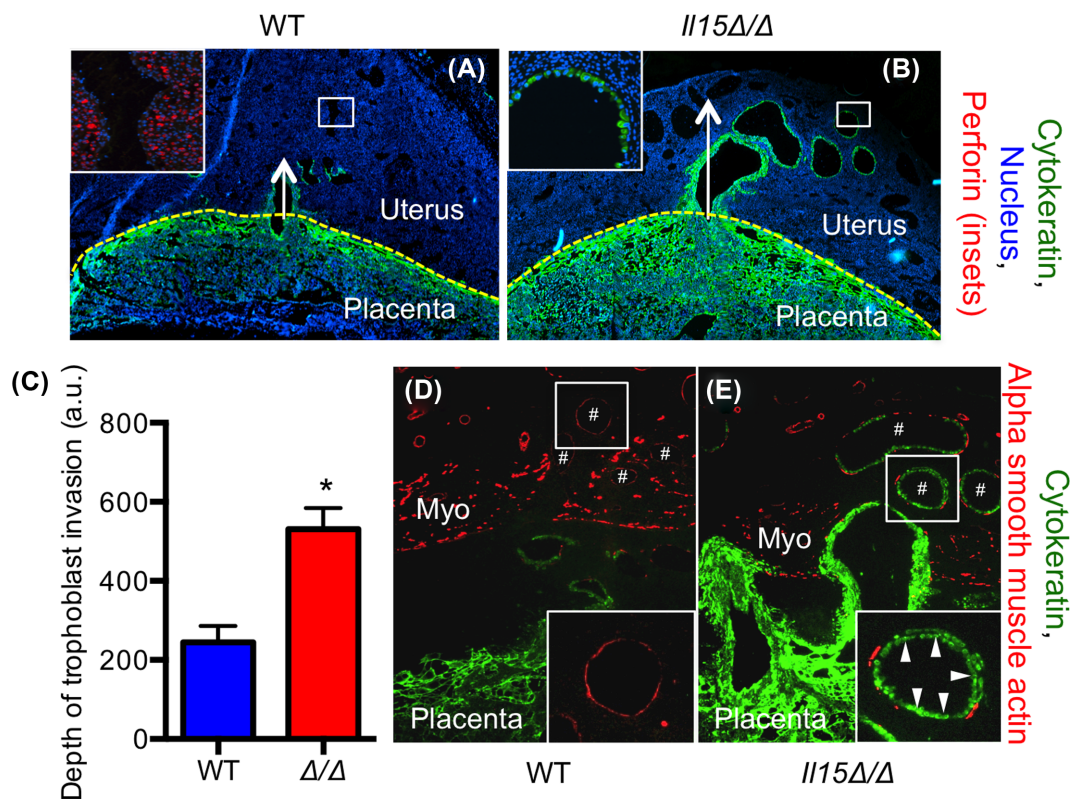 WT
Il15Δ/Δ
(A)
(B)
Uterus
Placenta
Uterus
Placenta
Cytokeratin,
Nucleus,
Perforin (insets)
(C)
Depth of trophoblast invasion (a.u.)
800
600
400
200
0
*
WT
Δ/Δ
(D)
#
#
#
#
Myo
Placenta
WT
(E)
#
#
#
Myo
Placenta
Il15Δ/Δ
Cytokeratin,
Alpha smooth muscle actin